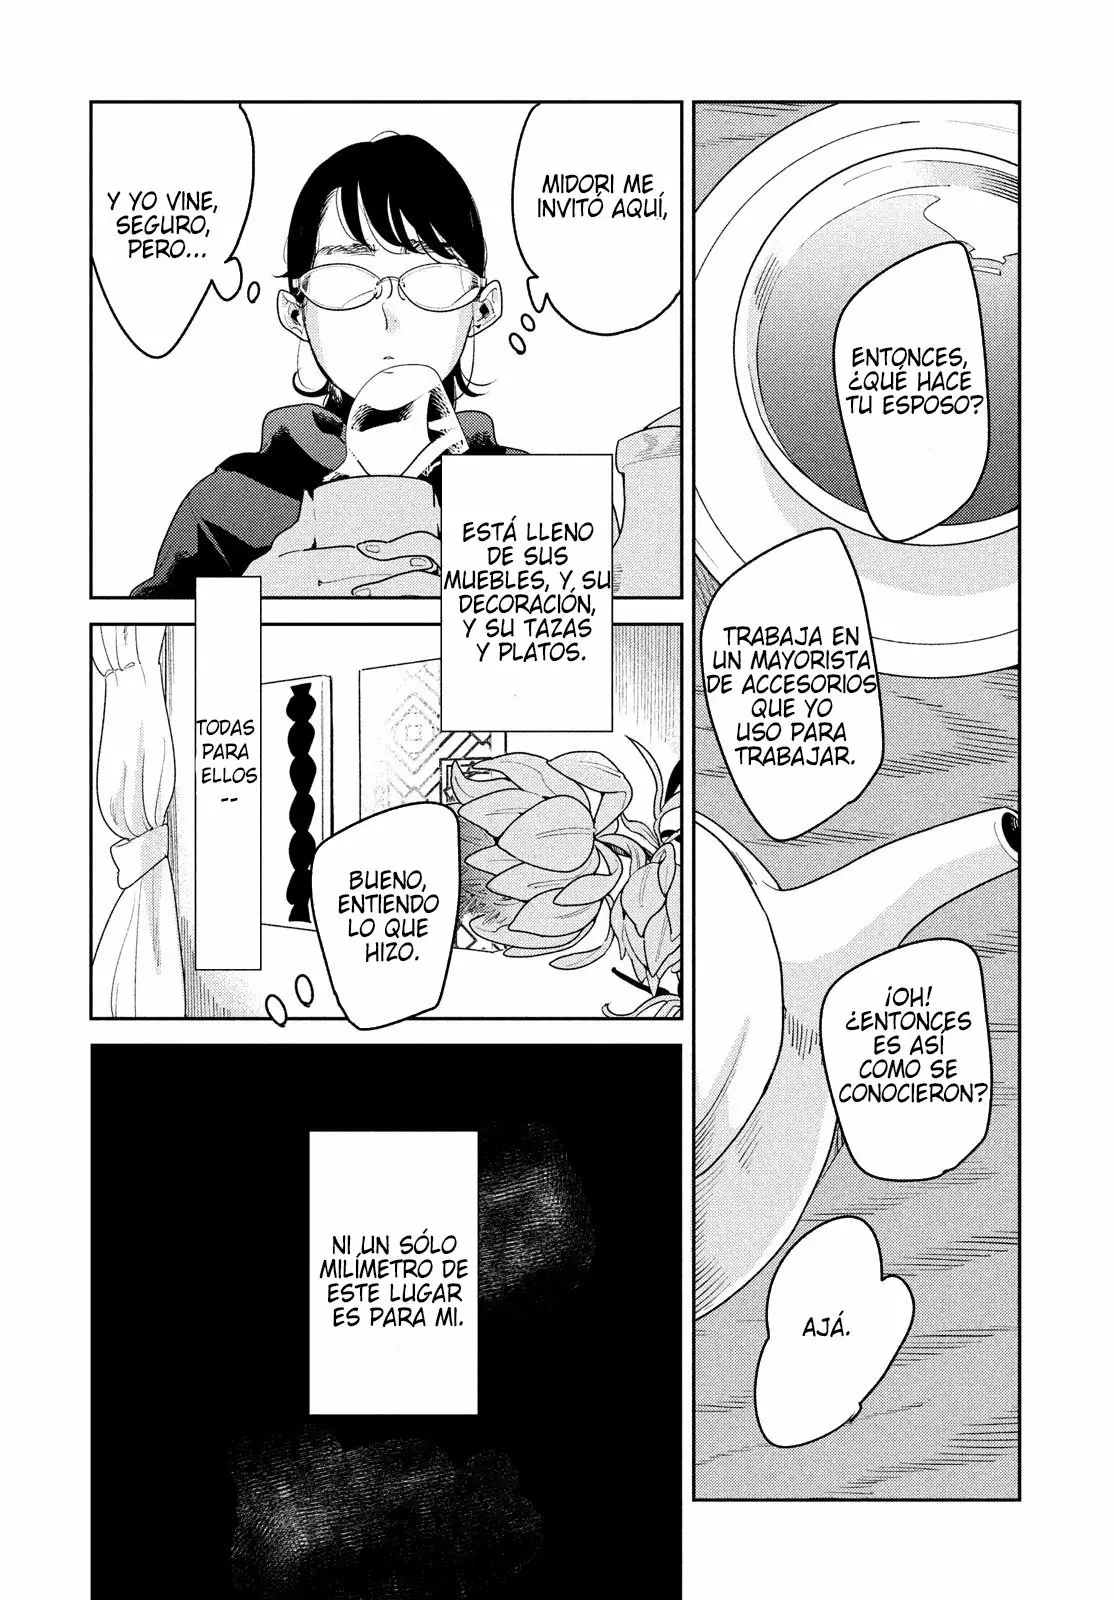 ENTONCES,
¿QUÉ HACE
TU ESPOSO?
TRABAJA EN
UN MAYORISTA
DE ACCESORIOS
QUE YO
USO PARA
TRABAJAR.
¡OH!
¿ENTONCES
ES ASÍ
COMO SE
CONOCIERON?
AJÁ.
MIDORI ME
INVITÓ AQUÍ,
Y YO VINE,
SEGURO,
PERO...
ESTÁ LLENO
DE SUS
MUEBLES, Y SU
DECORACIÓN,
Y SU TAZAS
Y PLATOS.
TODAS
PARA
ELLOS
--
BUENO,
ENTIENDO
LO QUE
HIZO.
NI UN SÓLO
MILÍMETRO DE
ESTE LUGAR
ES PARA MI.